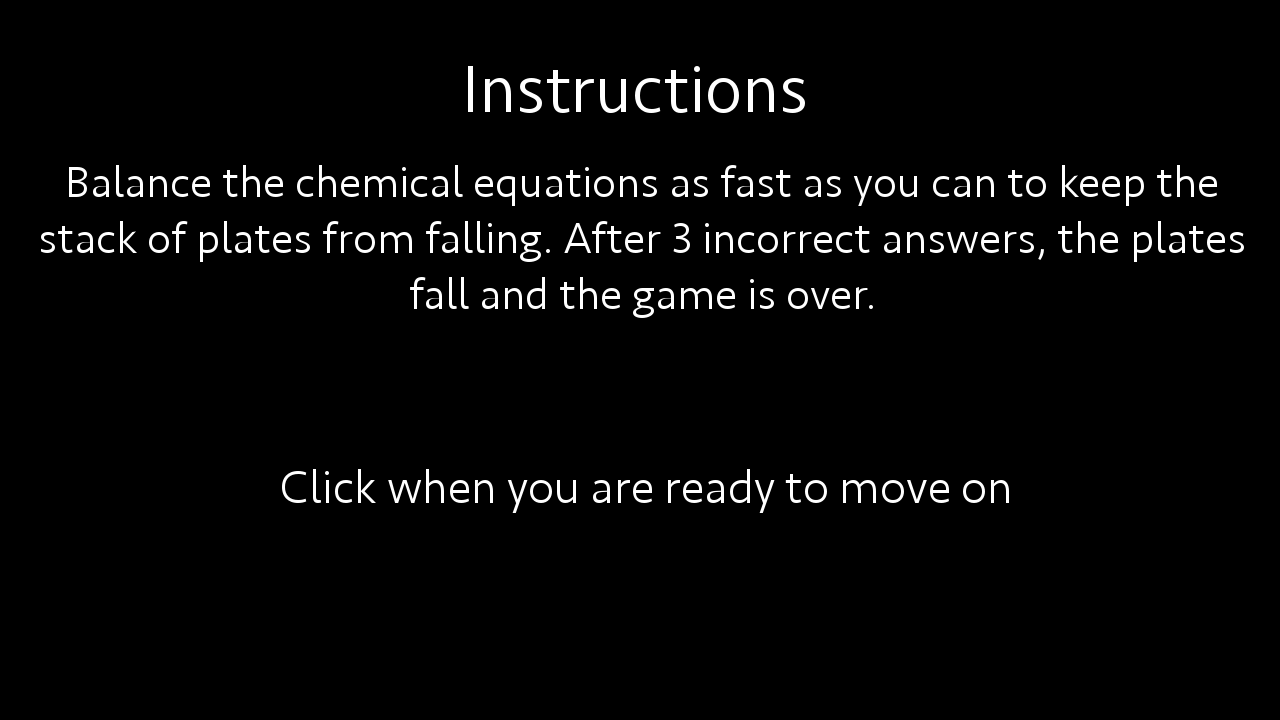 Instructions
Balance the chemical equations as fast as you can to keep the
stack of plates from falling. After 3 incorrect answers, the plates
fall and the game is over.
Click when you are ready to move on